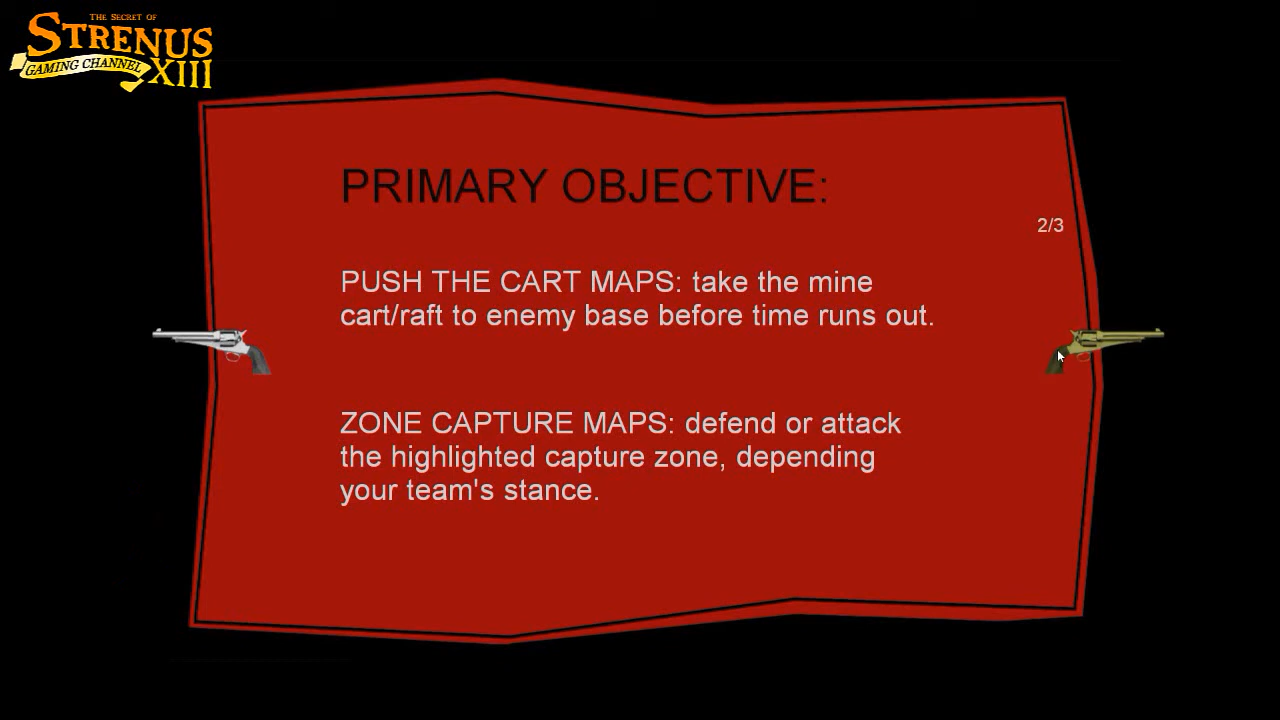 THE SECRET OF
STRENUS
GAMING CHANNEL
XIII
PRIMARY OBJECTIVE:
2/3
PUSH THE CART MAPS: take the mine
cart/raft to enemy base before time runs out.
ZONE CAPTURE MAPS: defend or attack
the highlighted capture zone, depending
your team's stance.